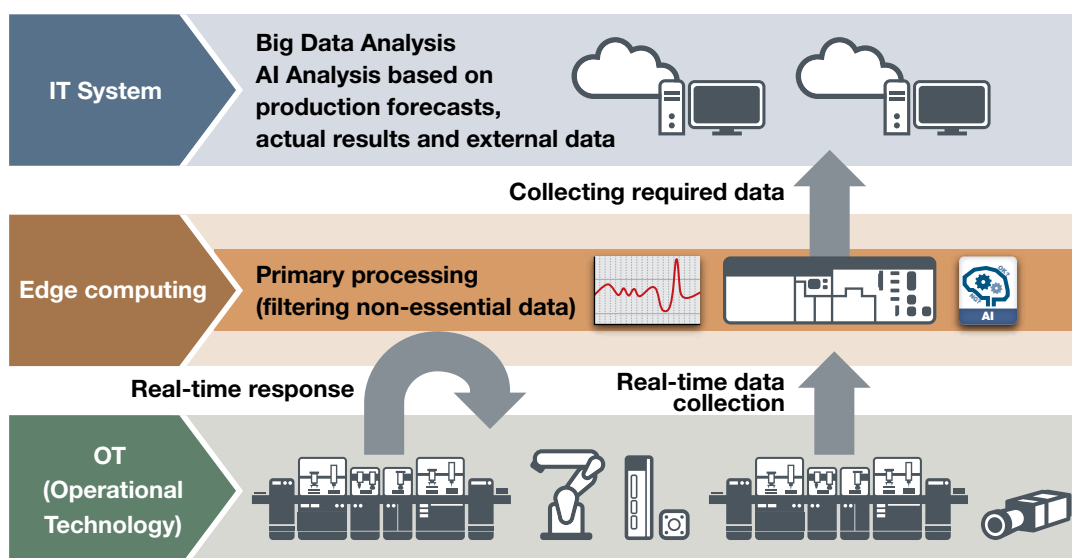 IT System
Big Data Analysis
AI Analysis based on
production forecasts,
actual results and external data
Collecting required data
Edge computing
Primary processing
(filtering non-essential data)
OK?
NG?
AI
Real-time response
Real-time data
collection
OT
(Operational
Technology)